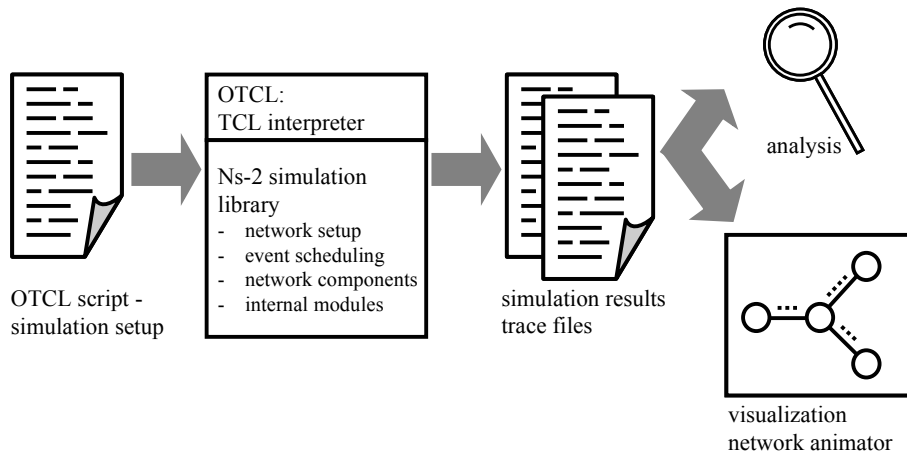 OTCL script -
simulation setup
OTCL:
TCL interpreter
Ns-2 simulation
library
- network setup
- event scheduling
- network components
- internal modules
simulation results
trace files
analysis
visualization
network animator